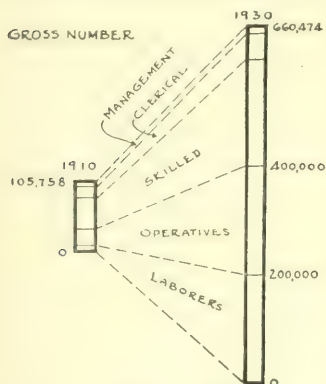 1930
660,474
GROSS NUMBER
MANAGEMENT
CLERICAL
1910
105,758
SKILLED
400,000
OPERATIVES
0
200,000
LABORERS
0